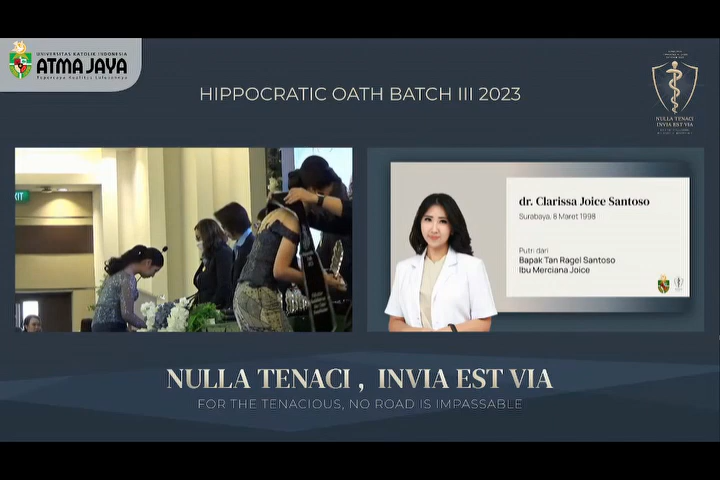 UNIVERSITAS KATOLIK INDONESIA
ATMA JAYA
HIPPOCRATIC OATH BATCH III 2023
NULLA TENACI
INVIA EST VIA
EXIT
dr. Clarissa Joice Santoso
Surabaya, 8 Maret 1998
Putri dari
Bapak Tan Ragel Santoso
Ibu Merciana Joice
NULLA TENACI , INVIA EST VIA
FOR THE TENACIOUS, NO ROAD IS IMPASSABLE